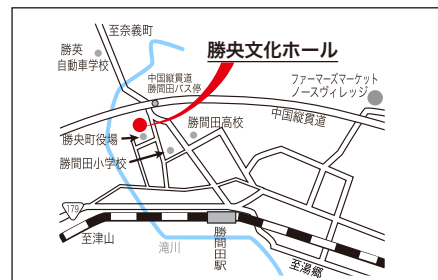 至奈義町
勝央文化ホール
勝英
自動車学校
中国縦貫道
勝間田バス停
ファーマーズマーケット
ノースヴィレッジ
中国縦貫道
勝間田高校
勝央町役場
勝間田小学校
179
至津山
滝川
勝間田駅
至湯郷